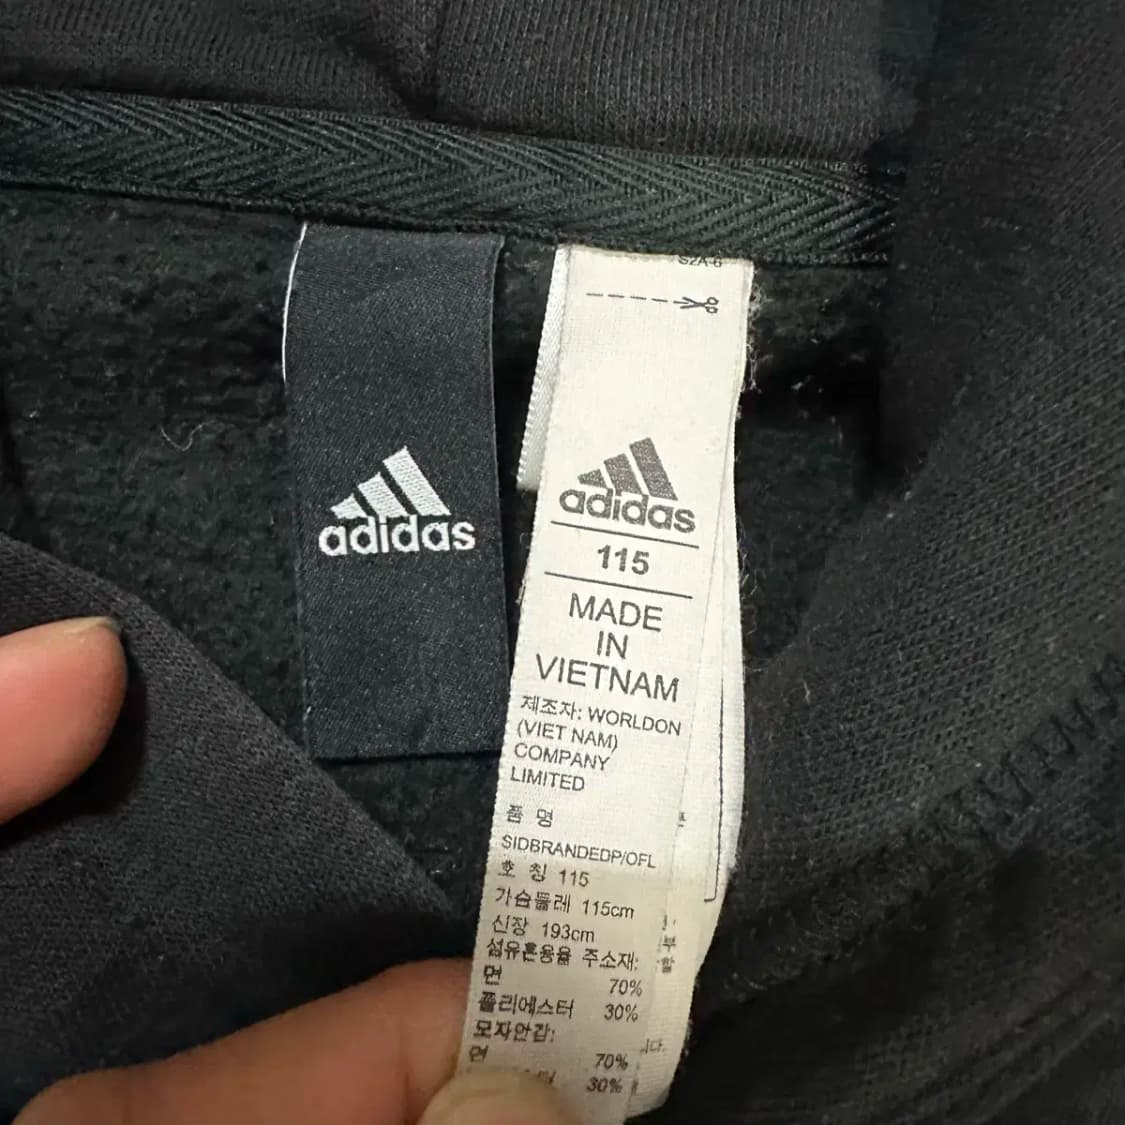 adidas
S2A-6
adidas
115
MADE
IN
VIETNAM
제조자: WORLDON
(VIET NAM)
COMPANY
LIMITED
품 명
SIDBRANDEDP/OFL
호 칭 115
가슴둘레 115cm
신장 193cm
섬유혼용율 주소재:
면 70%
폴리에스터 30%
모자안감:
면 70%
30%